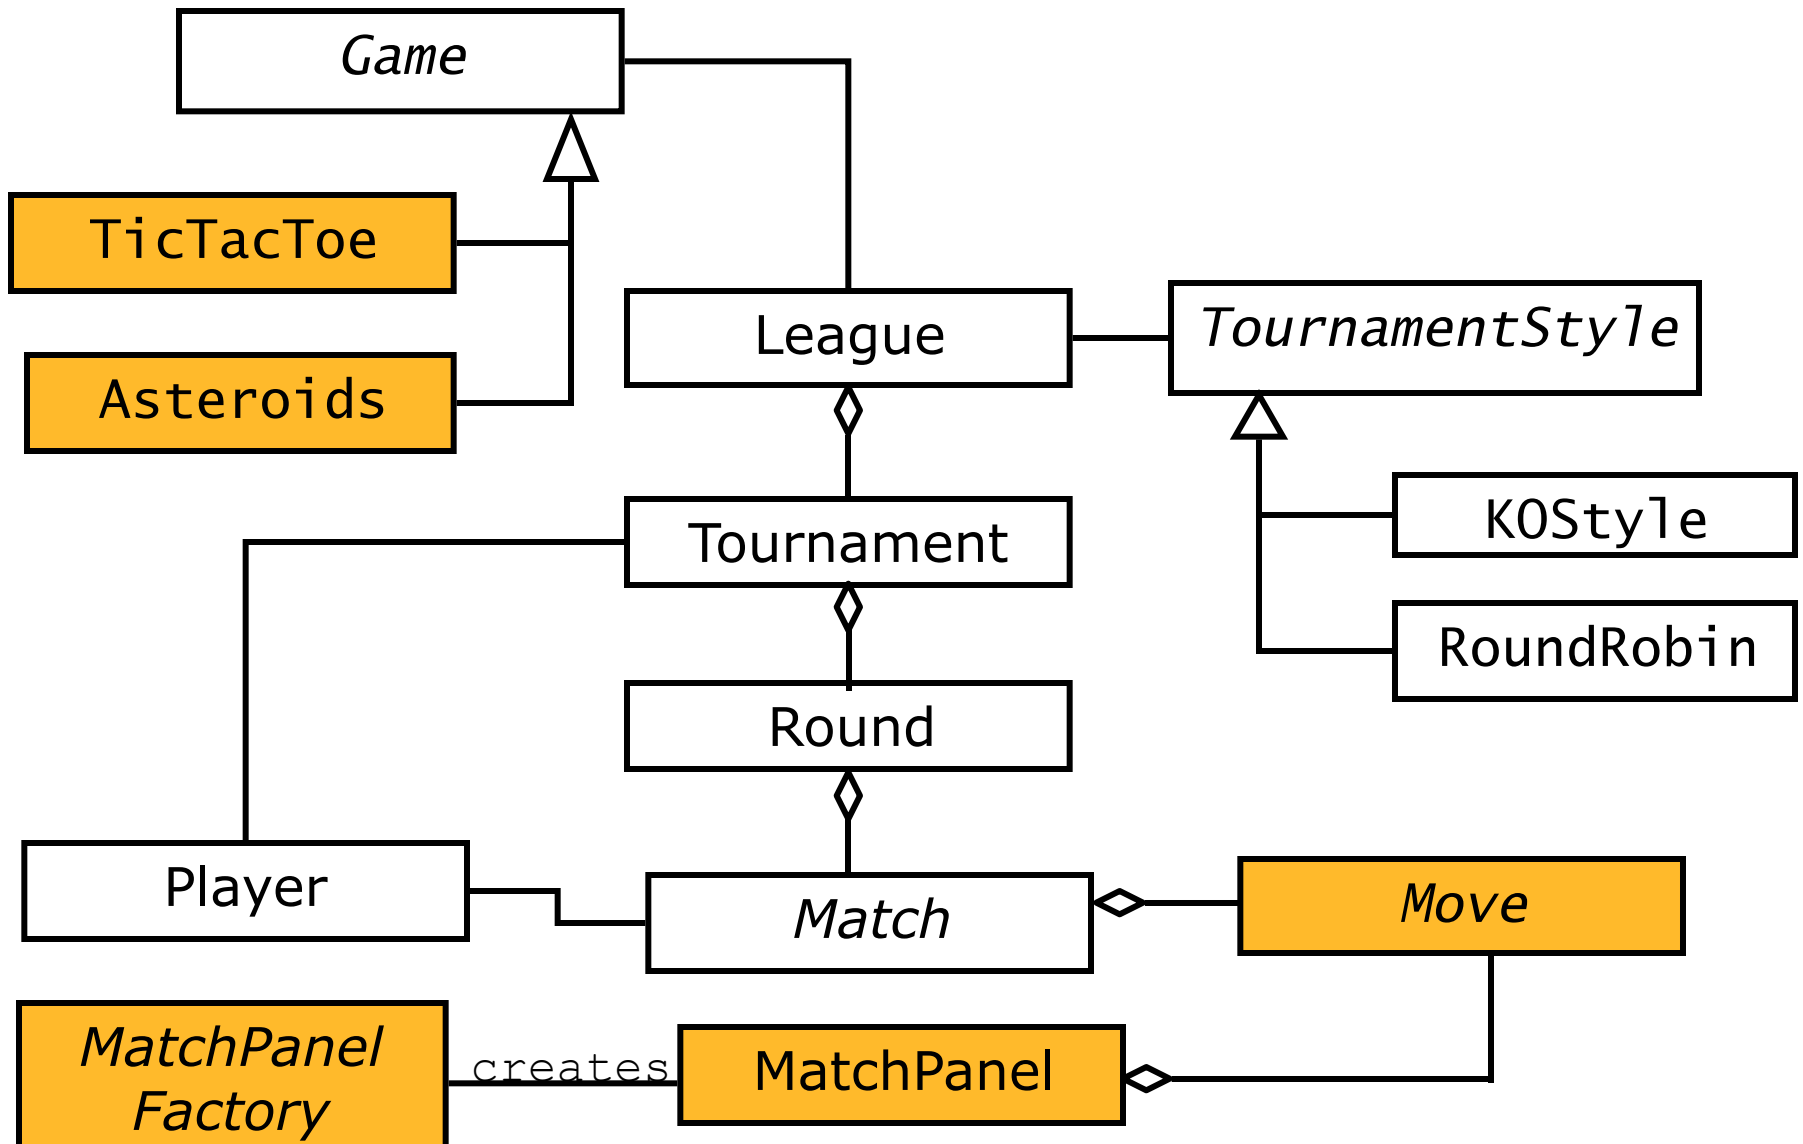 Game
TicTacToe
Asteroids
League
TournamentStyle
KOStyle
Tournament
RoundRobin
Round
Player
Match
Move
MatchPanel
Factory
creates
MatchPanel